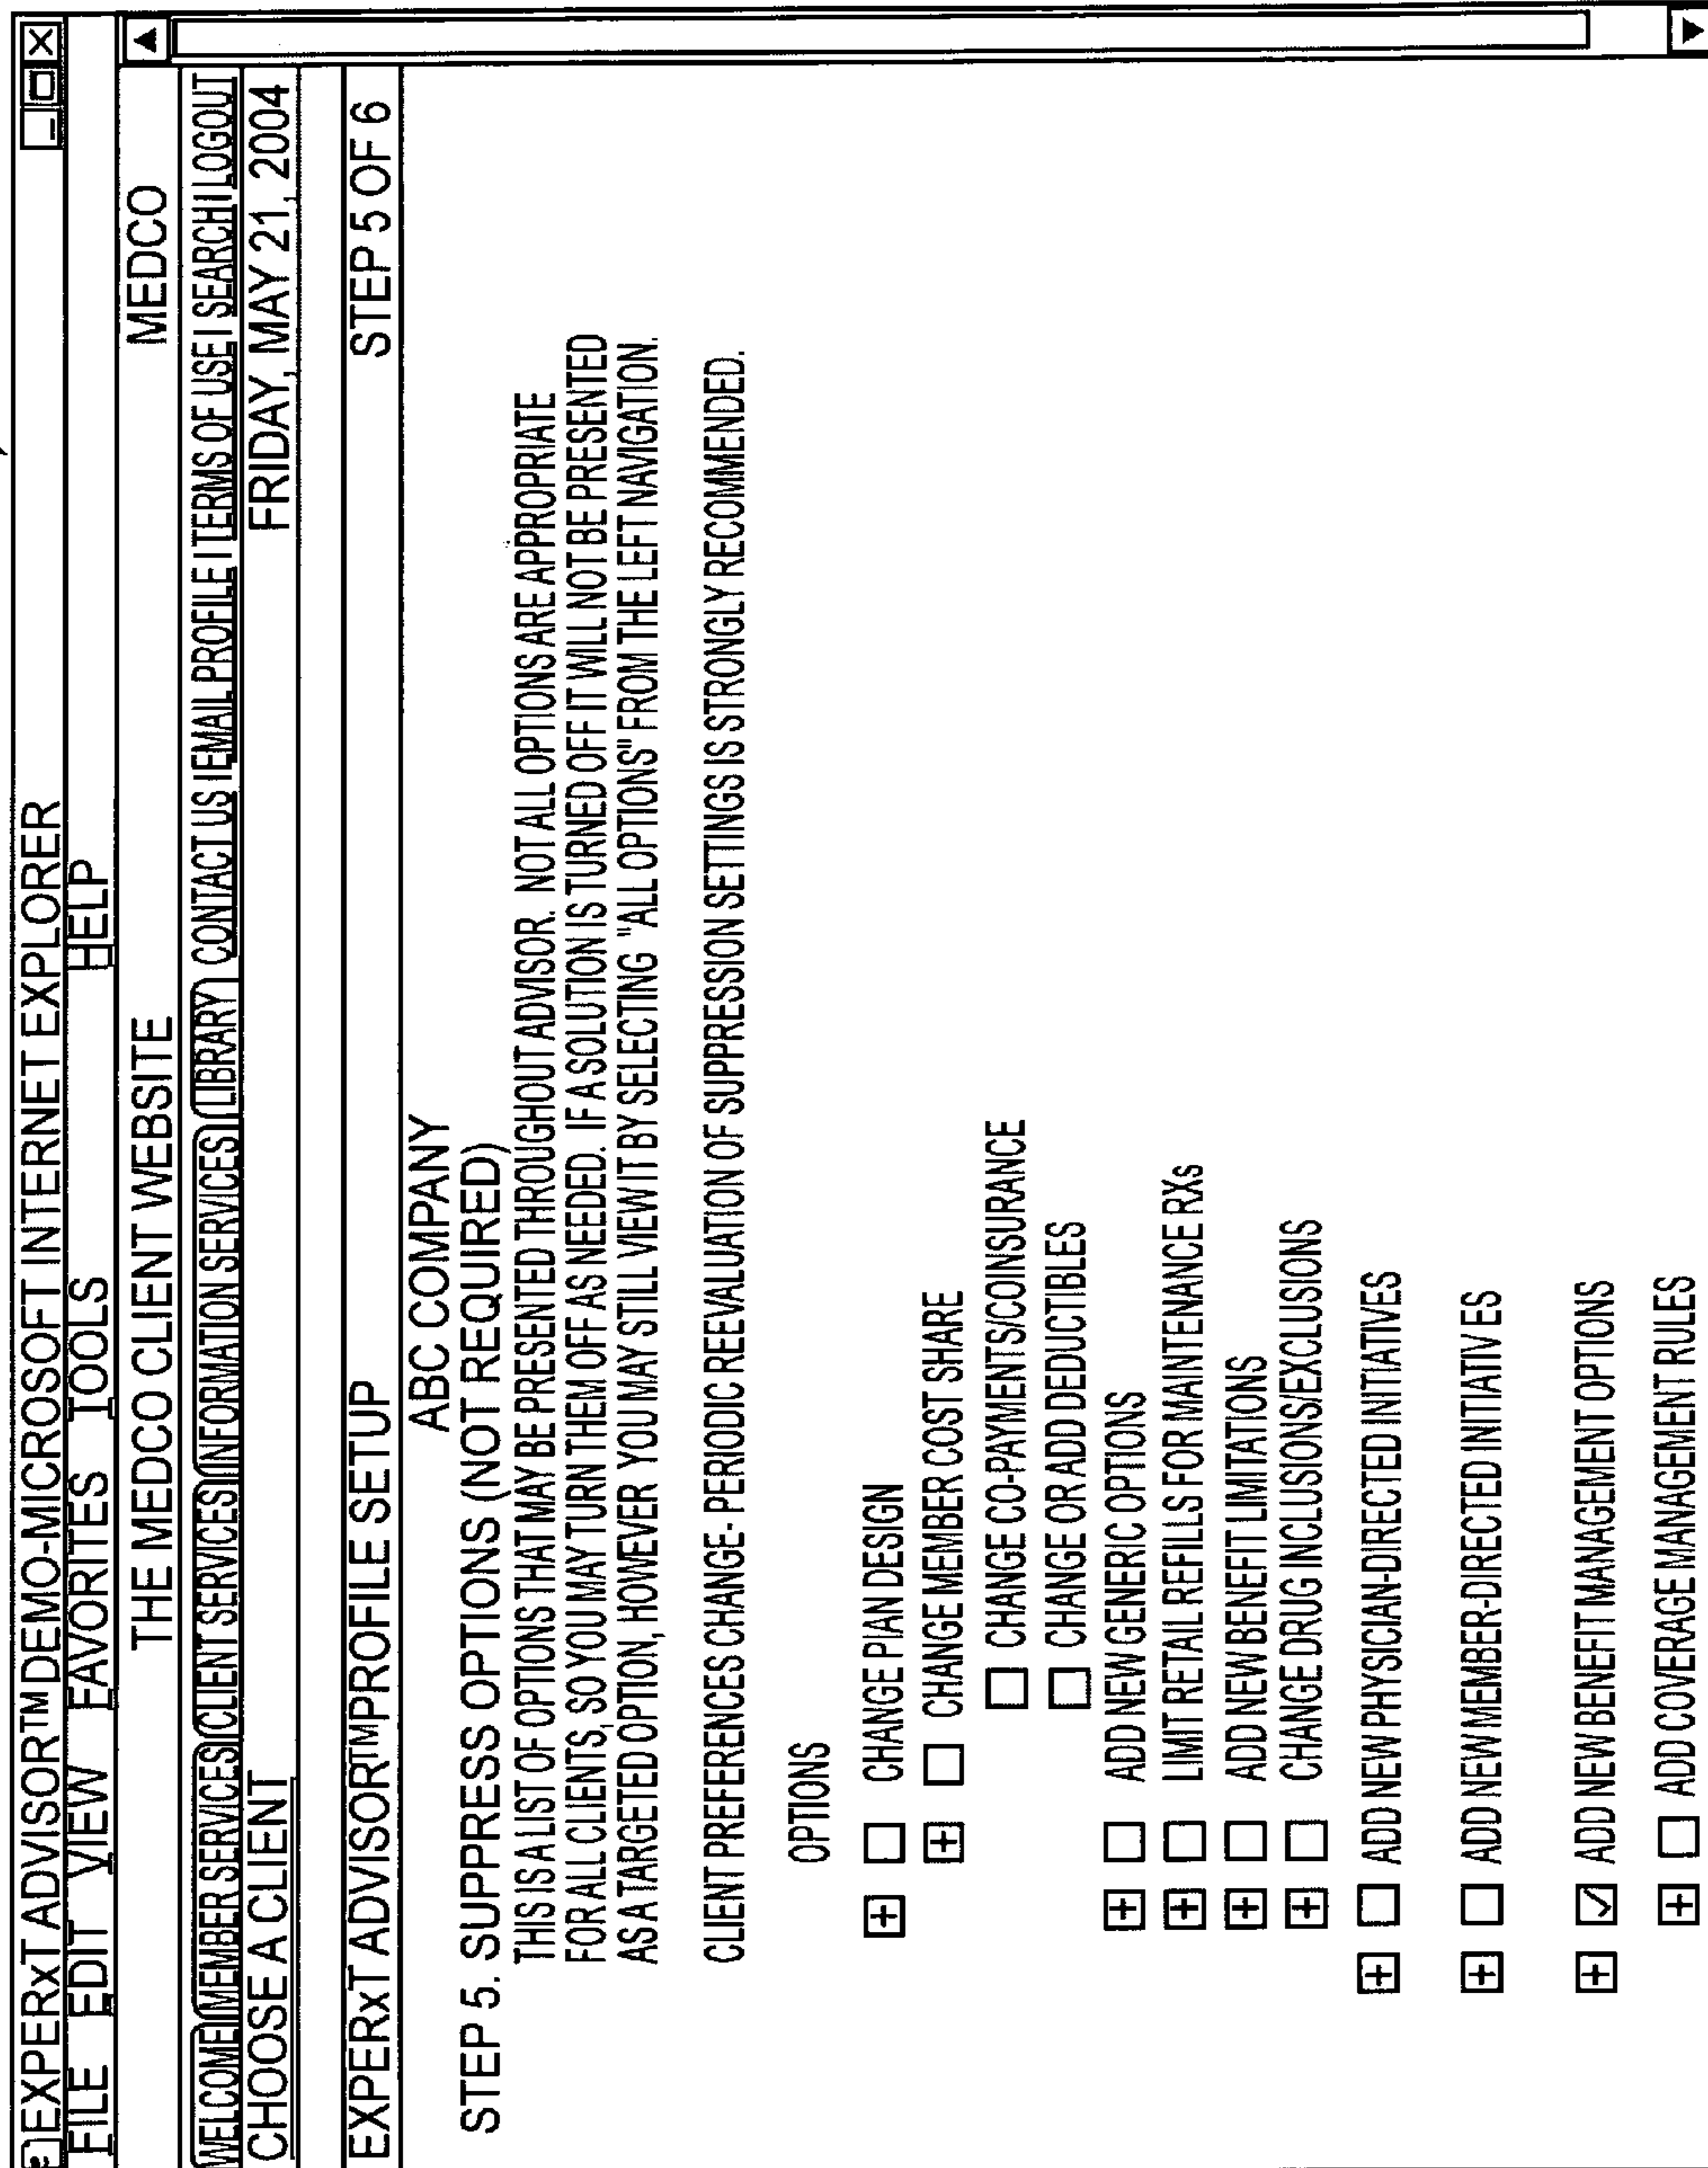 EXPERxT ADVISOR™ DEMO-MICROSOFT INTERNET EXPLORER
FILE EDIT VIEW FAVORITES TOOLS HELP
THE MEDCO CLIENT WEBSITE MEDCO
WELCOME MEMBER SERVICES CLIENT SERVICES INFORMATION SERVICES LIBRARY CONTACT US | EMAIL PROFILE | TERMS OF USE | SEARCH | LOGOUT
CHOOSE A CLIENT FRIDAY, MAY 21, 2004
EXPERxT ADVISOR™ PROFILE SETUP STEP 5 OF 6
ABC COMPANY
STEP 5. SUPPRESS OPTIONS (NOT REQUIRED)
THIS IS A LIST OF OPTIONS THAT MAY BE PRESENTED THROUGHOUT ADVISOR. NOT ALL OPTIONS ARE APPROPRIATE
FOR ALL CLIENTS, SO YOU MAY TURN THEM OFF AS NEEDED. IF A SOLUTION IS TURNED OFF IT WILL NOT BE PRESENTED
AS A TARGETED OPTION, HOWEVER YOU MAY STILL VIEW IT BY SELECTING "ALL OPTIONS" FROM THE LEFT NAVIGATION.
CLIENT PREFERENCES CHANGE- PERIODIC REEVALUATION OF SUPPRESSION SETTINGS IS STRONGLY RECOMMENDED.
OPTIONS
CHANGE PIAN DESIGN
CHANGE MEMBER COST SHARE
CHANGE CO-PAYMENTS/COINSURANCE
CHANGE OR ADD DEDUCTIBLES
ADD NEW GENERIC OPTIONS
LIMIT RETAIL REFILLS FOR MAINTENANCE RXs
ADD NEW BENEFIT LIMITATIONS
CHANGE DRUG INCLUSIONS/EXCLUSIONS
ADD NEW PHYSICIAN-DIRECTED INITIATIVES
ADD NEW MEMBER-DIRECTED INITIATIVES
ADD NEW BENEFIT MANAGEMENT OPTIONS
ADD COVERAGE MANAGEMENT RULES